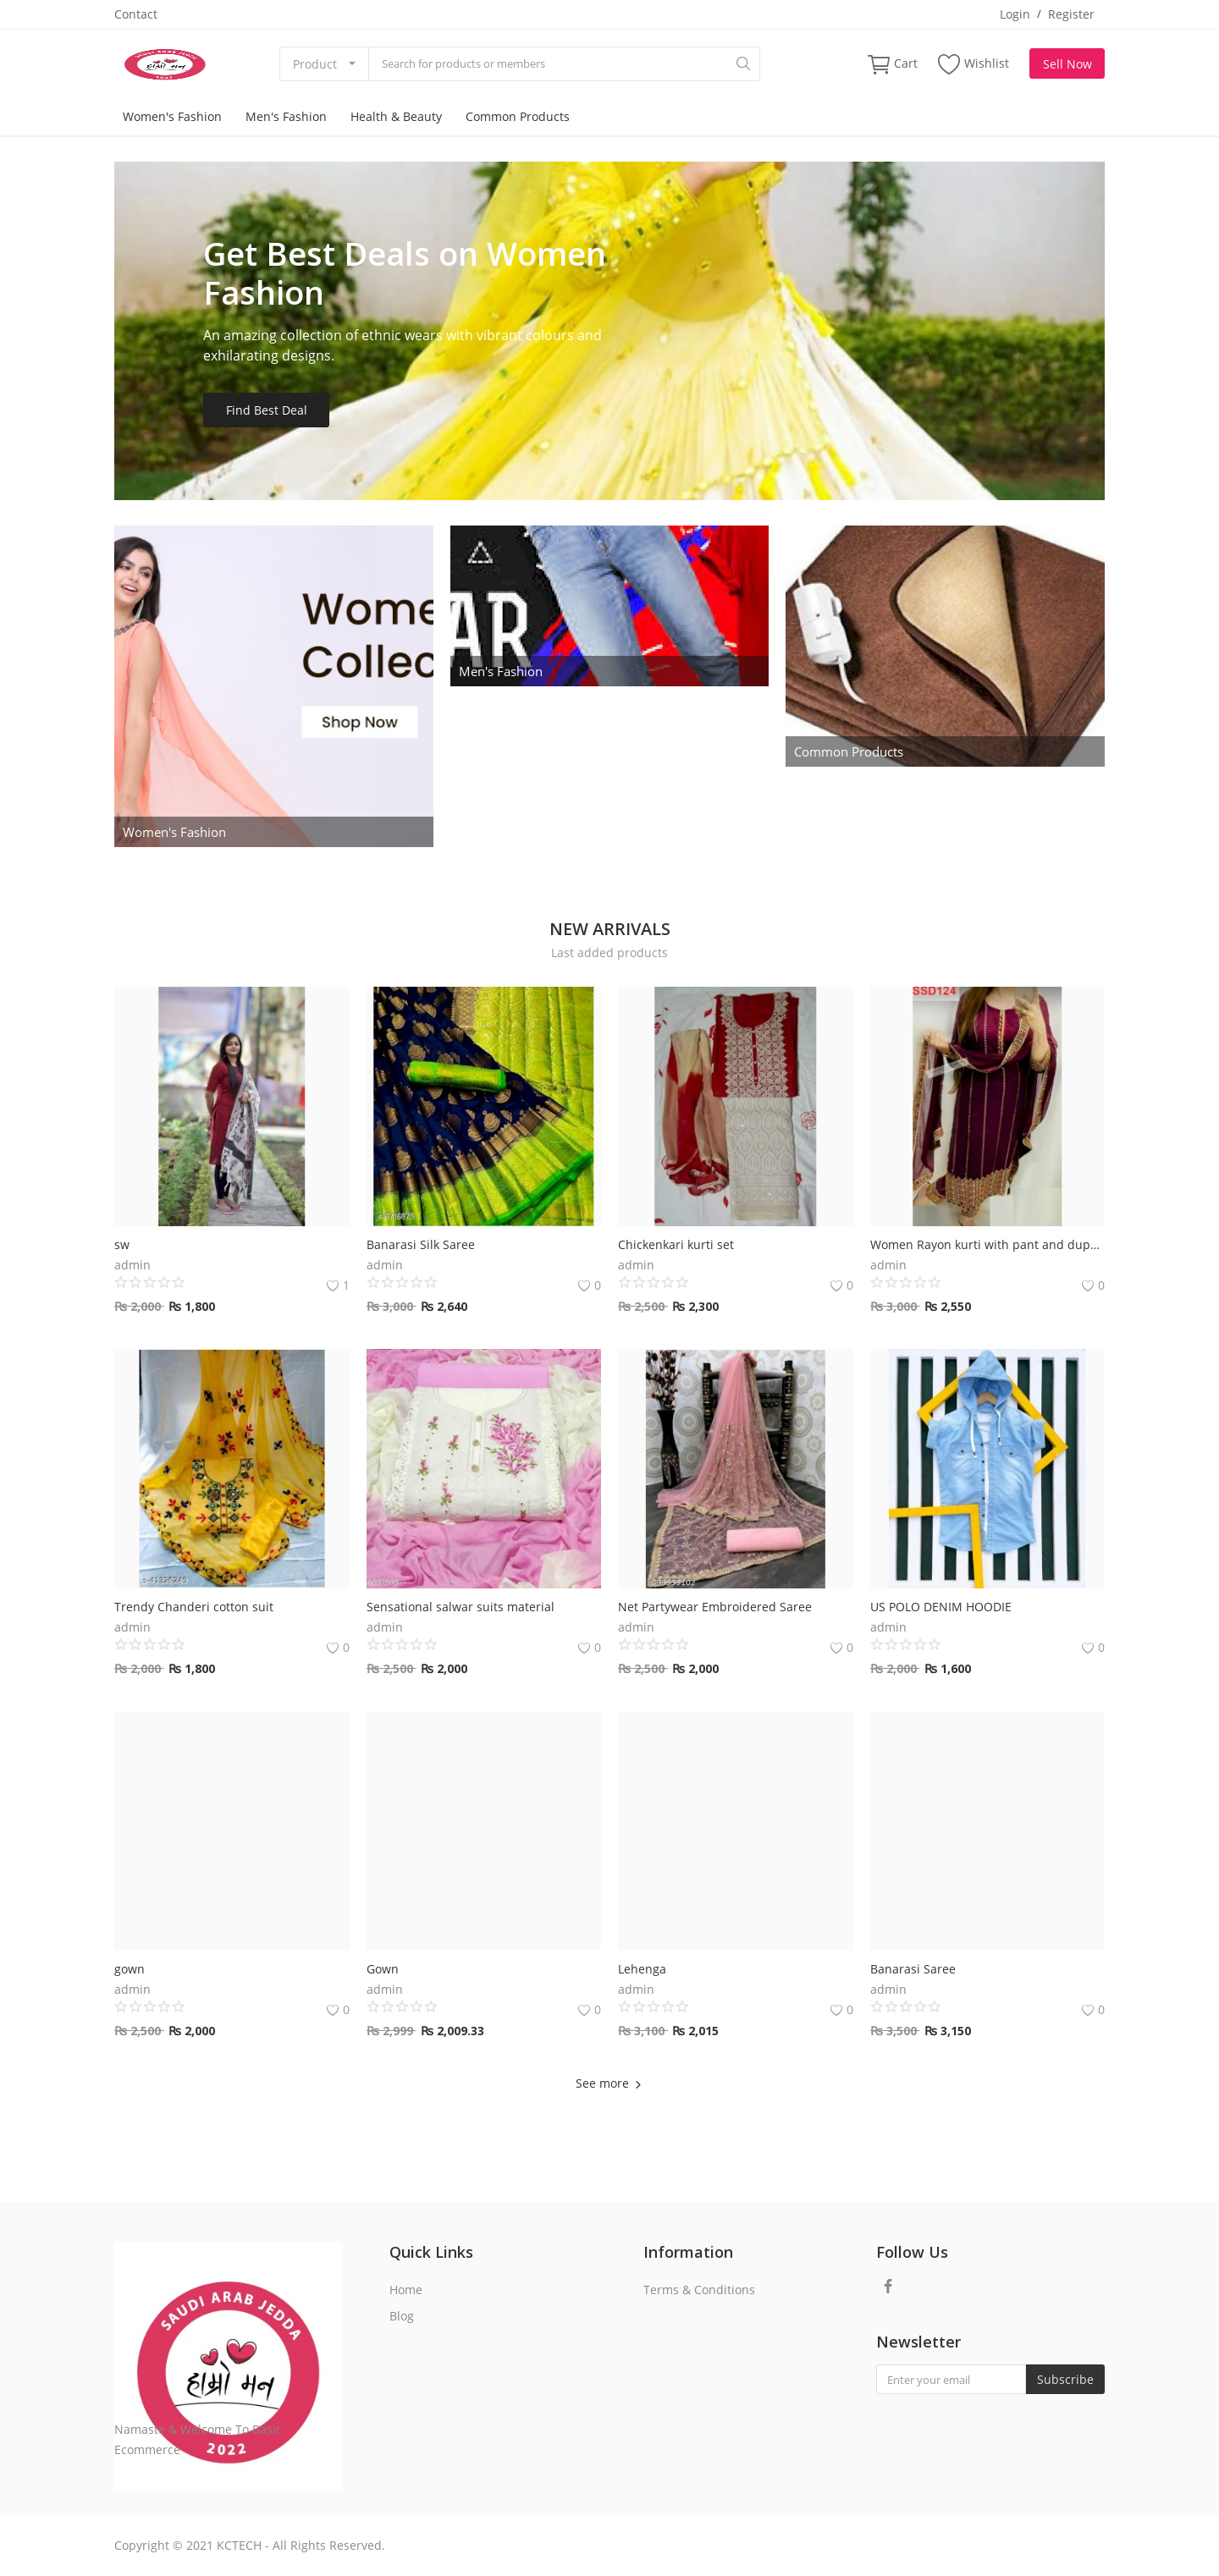 Contact
Login / Register
हाम्रो मन
Product
Search for products or members
Cart
Wishlist
Sell Now
Women's Fashion
Men's Fashion
Health & Beauty
Common Products
Get Best Deals on Women
Fashion
An amazing collection of ethnic wears with vibrant colours and
exhilarating designs.
Find Best Deal
Wome
Collec
Shop Now
Women's Fashion
AR
Men's Fashion
Common Products
NEW ARRIVALS
Last added products
SSD124
sw
admin
1
₨ 2,000 ₨ 1,800
Banarasi Silk Saree
admin
0
₨ 3,000 ₨ 2,640
Chickenkari kurti set
admin
0
₨ 2,500 ₨ 2,300
Women Rayon kurti with pant and dup...
admin
0
₨ 3,000 ₨ 2,550
Trendy Chanderi cotton suit
admin
0
₨ 2,000 ₨ 1,800
Sensational salwar suits material
admin
0
₨ 2,500 ₨ 2,000
Net Partywear Embroidered Saree
admin
0
₨ 2,500 ₨ 2,000
US POLO DENIM HOODIE
admin
0
₨ 2,000 ₨ 1,600
gown
admin
0
₨ 2,500 ₨ 2,000
Gown
admin
0
₨ 2,999 ₨ 2,009.33
Lehenga
admin
0
₨ 3,100 ₨ 2,015
Banarasi Saree
admin
0
₨ 3,500 ₨ 3,150
See more
SAUDI ARAB JEDDA
हाम्रो मन
2022
Namaste & Welcome To Basic
Ecommerce
Quick Links
Home
Blog
Information
Terms & Conditions
Follow Us
Newsletter
Enter your email
Subscribe
Copyright © 2021 KCTECH - All Rights Reserved.